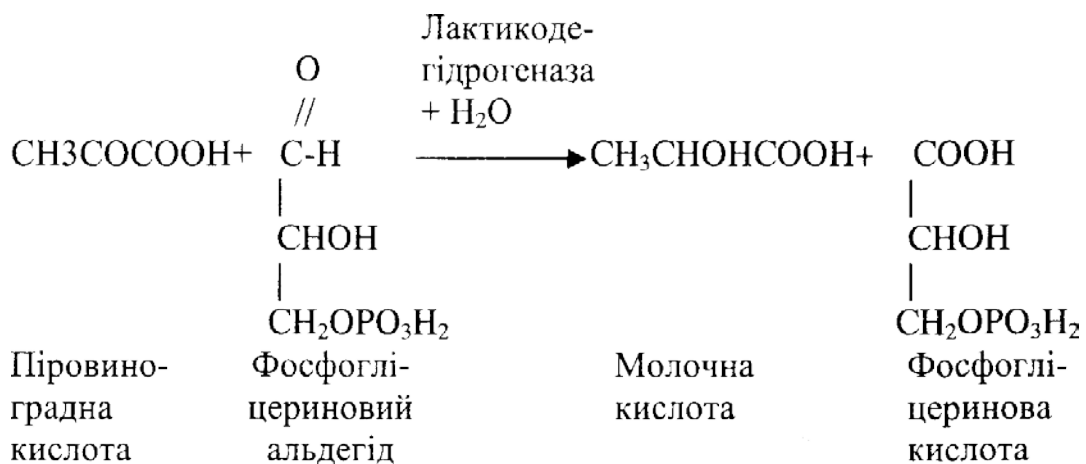 Лактикоде-
O гідрогеназа
// + H₂O
CH3COCOOH+ C-H ⟶ CH₃CHOHCOOH+ COOH
| |
CHOH CHOH
| |
CH₂OPO₃H₂ CH₂OPO₃H₂
Піровино- Фосфоглі- Молочна Фосфоглі-
градна цериновий кислота церинова
кислота альдегід кислота